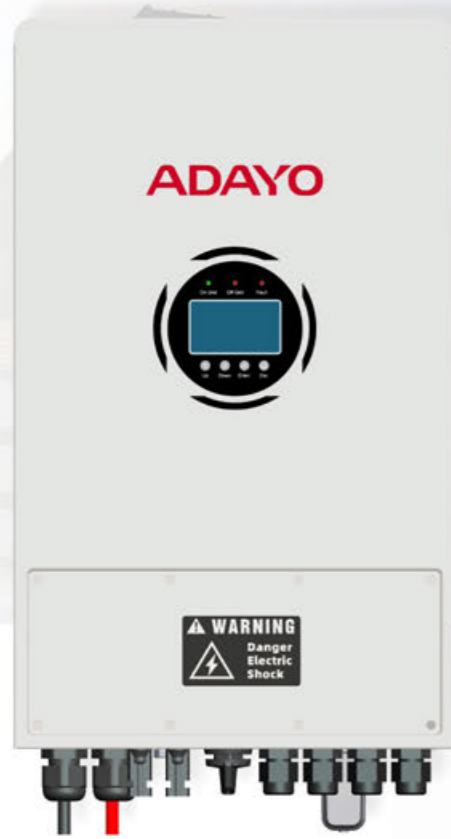 ADAYO
On Grid Off Grid Fault
Up Down Enter Esc
WARNING
Danger
Electric
Shock